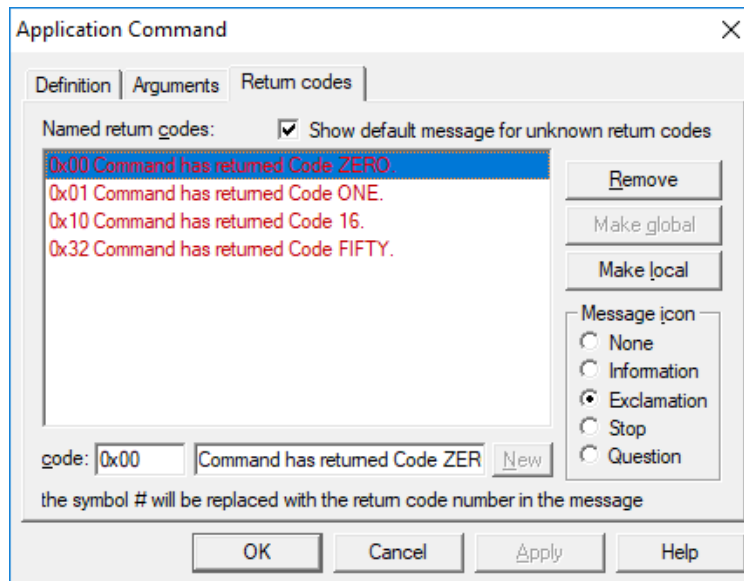 Application Command
Definition Arguments Return codes
Named return codes: Show default message for unknown return codes
0x00 Command has returned Code ZERO.
0x01 Command has returned Code ONE.
0x10 Command has returned Code 16.
0x32 Command has returned Code FIFTY.
Remove
Make global
Make local
Message icon
None
Information
Exclamation
Stop
Question
code: 0x00 Command has returned Code ZER New
the symbol # will be replaced with the return code number in the message
OK Cancel Apply Help